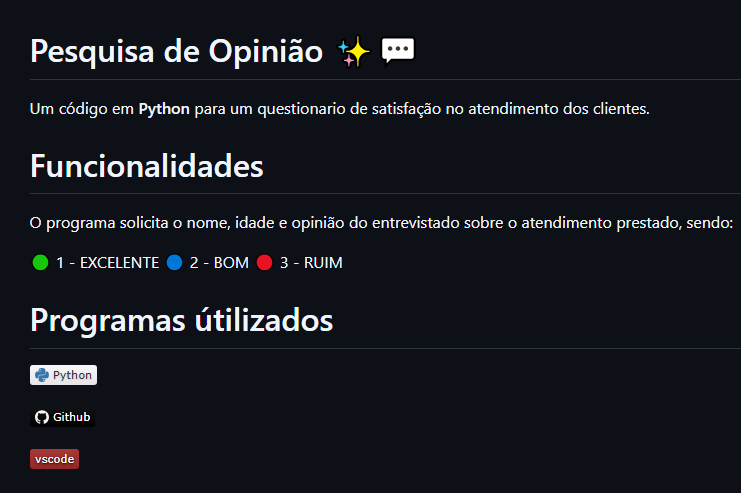 Pesquisa de Opinião ✨ 💬
Um código em Python para um questionario de satisfação no atendimento dos clientes.
Funcionalidades
O programa solicita o nome, idade e opinião do entrevistado sobre o atendimento prestado, sendo:
🟢 1 - EXCELENTE 🔵 2 - BOM 🔴 3 - RUIM
Programas útilizados
Python
Github
vscode